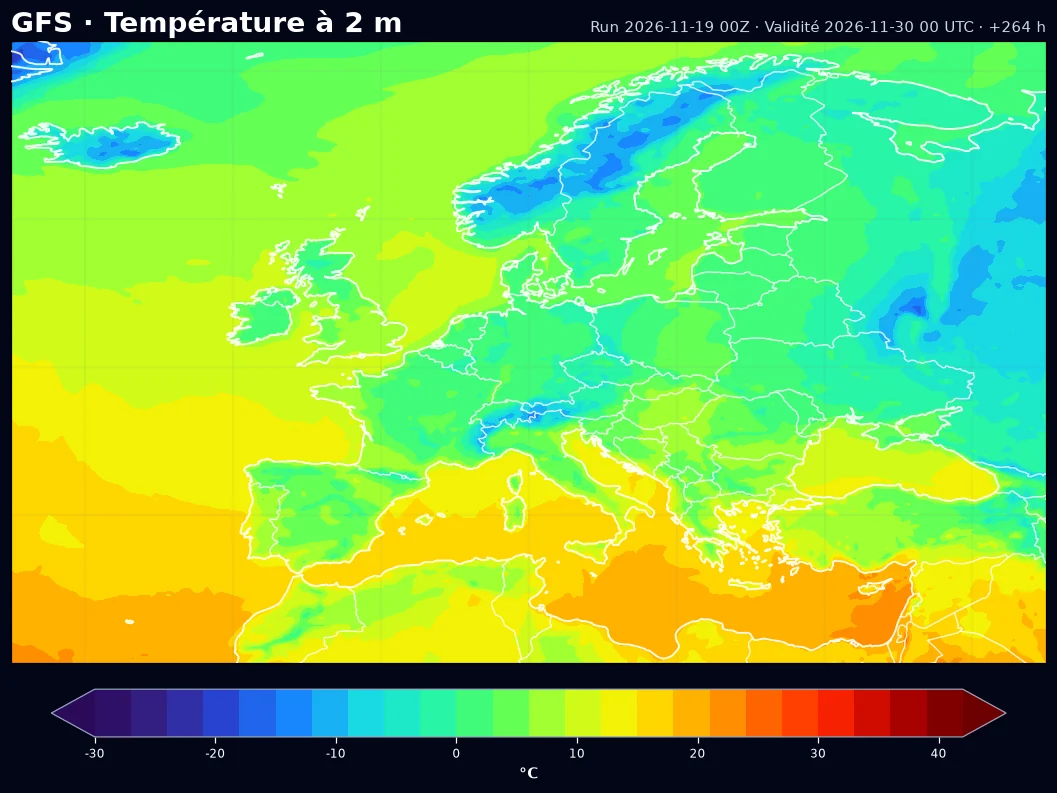 GFS · Température à 2 m
Run 2026-11-19 00Z · Validité 2026-11-30 00 UTC · +264 h
-30 -20 -10 0 10 20 30 40
°C